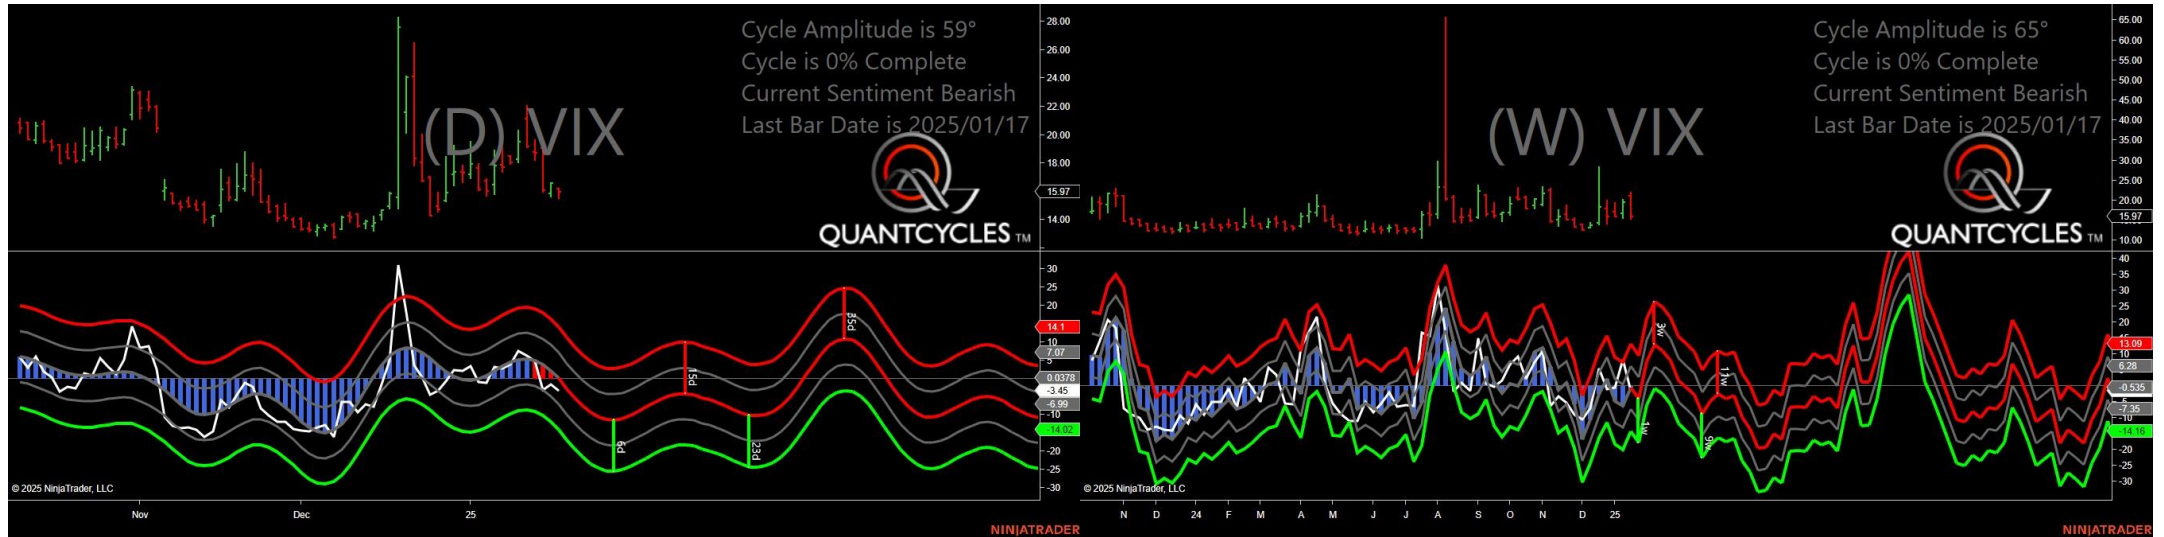 Cycle Amplitude is 59°
Cycle is 0% Complete
Current Sentiment Bearish
Last Bar Date is 2025/01/17
(D) VIX
QUANTCYCLES TM
28.00
26.00
24.00
22.00
20.00
18.00
15.97
14.00
30
25
20
14.1
10
7.07
5
0.0378
-3.45
-6.99
-10
-14.02
-20
-25
-30
6d
15d
23d
35d
© 2025 NinjaTrader, LLC
Nov
Dec
25
NINJATRADER
Cycle Amplitude is 65°
Cycle is 0% Complete
Current Sentiment Bearish
Last Bar Date is 2025/01/17
(W) VIX
QUANTCYCLES TM
65.00
60.00
55.00
50.00
45.00
40.00
35.00
30.00
25.00
20.00
15.97
10.00
40
35
30
25
20
13.09
10
6.28
-0.535
-7.35
-10
-14.16
-20
-25
-30
3w
11w
1w
9w
© 2025 NinjaTrader, LLC
N D 24 F M A M J J A S O N D 25
NINJATRADER